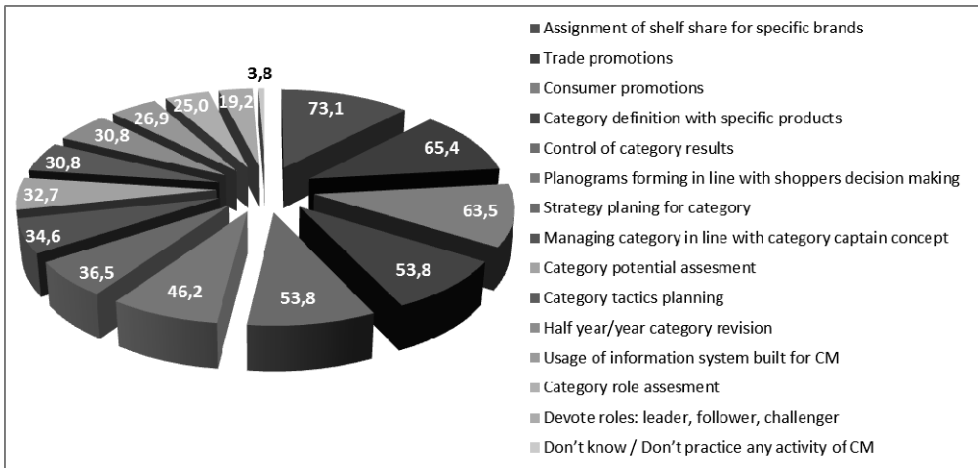 3,8
73,1
65,4
63,5
53,8
53,8
46,2
36,5
34,6
32,7
30,8
30,8
26,9
25,0
19,2
Assignment of shelf share for specific brands
Trade promotions
Consumer promotions
Category definition with specific products
Control of category results
Planograms forming in line with shoppers decision making
Strategy planing for category
Managing category in line with category captain concept
Category potential assesment
Category tactics planning
Half year/year category revision
Usage of information system built for CM
Category role assesment
Devote roles: leader, follower, challenger
Don't know / Don't practice any activity of CM